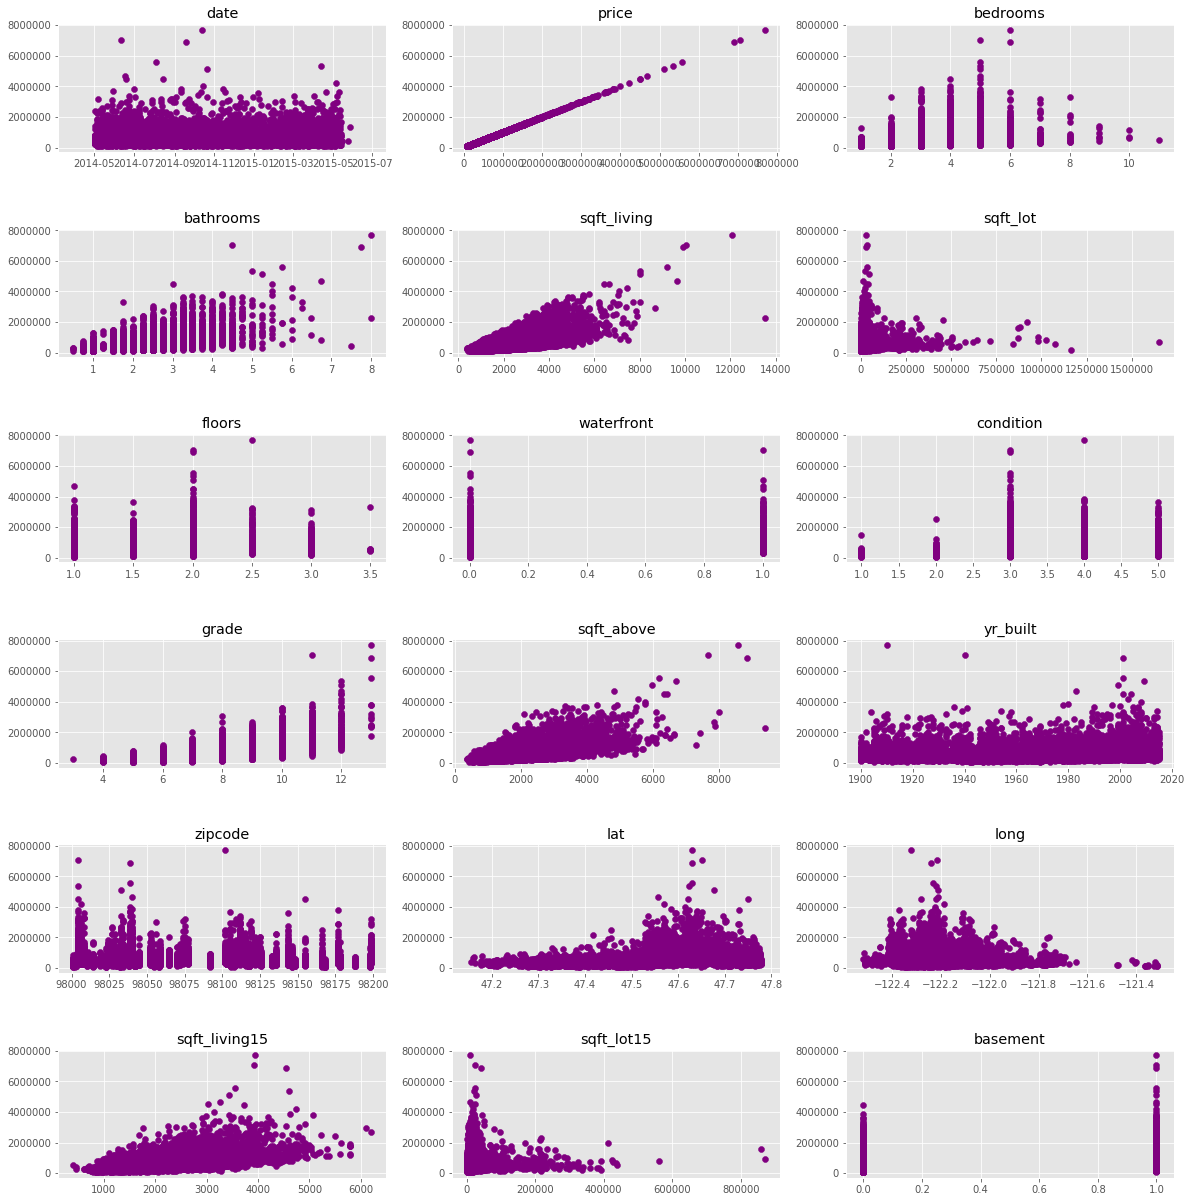 date
8000000
6000000
4000000
2000000
0
2014-05 2014-07 2014-09 2014-11 2015-01 2015-03 2015-05 2015-07
price
8000000
6000000
4000000
2000000
0
0 1000000 2000000 3000000 4000000 5000000 6000000 7000000 8000000
bedrooms
8000000
6000000
4000000
2000000
0
2 4 6 8 10
bathrooms
8000000
6000000
4000000
2000000
0
1 2 3 4 5 6 7 8
sqft_living
8000000
6000000
4000000
2000000
0
0 2000 4000 6000 8000 10000 12000 14000
sqft_lot
8000000
6000000
4000000
2000000
0
0 250000 500000 750000 1000000 1250000 1500000
floors
8000000
6000000
4000000
2000000
0
1.0 1.5 2.0 2.5 3.0 3.5
waterfront
8000000
6000000
4000000
2000000
0
0.0 0.2 0.4 0.6 0.8 1.0
condition
8000000
6000000
4000000
2000000
0
1.0 1.5 2.0 2.5 3.0 3.5 4.0 4.5 5.0
grade
8000000
6000000
4000000
2000000
0
4 6 8 10 12
sqft_above
8000000
6000000
4000000
2000000
0
0 2000 4000 6000 8000
yr_built
8000000
6000000
4000000
2000000
0
1900 1920 1940 1960 1980 2000 2020
zipcode
8000000
6000000
4000000
2000000
0
98000 98025 98050 98075 98100 98125 98150 98175 98200
lat
8000000
6000000
4000000
2000000
0
47.2 47.3 47.4 47.5 47.6 47.7 47.8
long
8000000
6000000
4000000
2000000
0
−122.4 −122.2 −122.0 −121.8 −121.6 −121.4
sqft_living15
8000000
6000000
4000000
2000000
0
1000 2000 3000 4000 5000 6000
sqft_lot15
8000000
6000000
4000000
2000000
0
0 200000 400000 600000 800000
basement
8000000
6000000
4000000
2000000
0
0.0 0.2 0.4 0.6 0.8 1.0